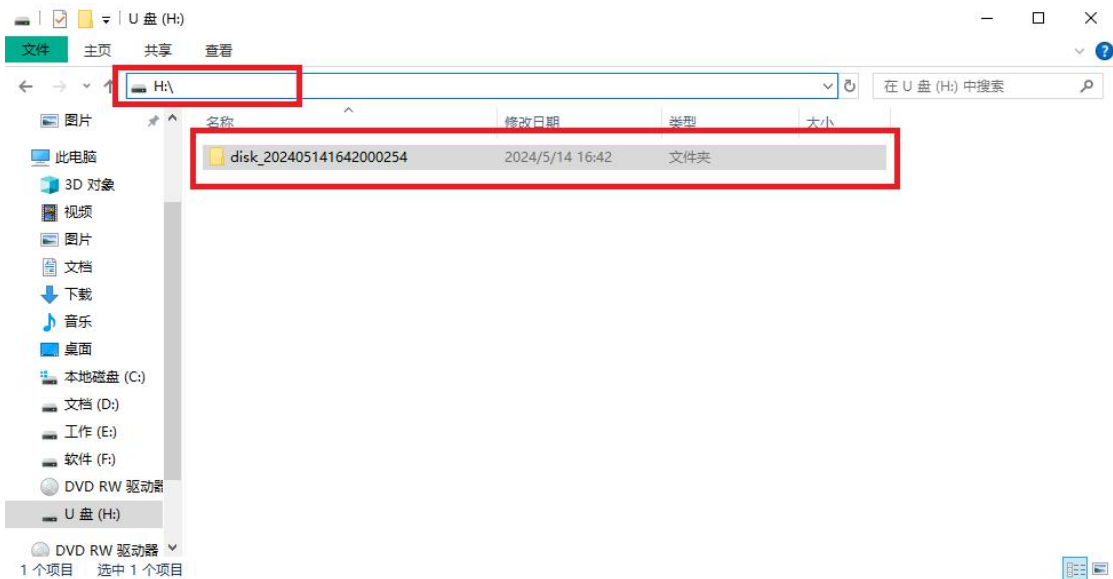 U 盘 (H:)
文件 主页 共享 查看
H:\ 在 U 盘 (H:) 中搜索
名称 修改日期 类型 大小
disk_202405141642000254 2024/5/14 16:42 文件夹
图片
此电脑
3D 对象
视频
图片
文档
下载
音乐
桌面
本地磁盘 (C:)
文档 (D:)
工作 (E:)
软件 (F:)
DVD RW 驱动器
U 盘 (H:)
DVD RW 驱动器
1 个项目 选中 1 个项目